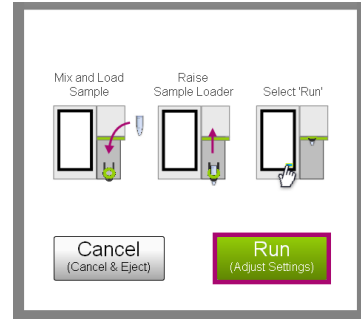 Mix and Load
Sample
Raise
Sample Loader
Select 'Run'
Cancel
(Cancel & Eject)
Run
(Adjust Settings)